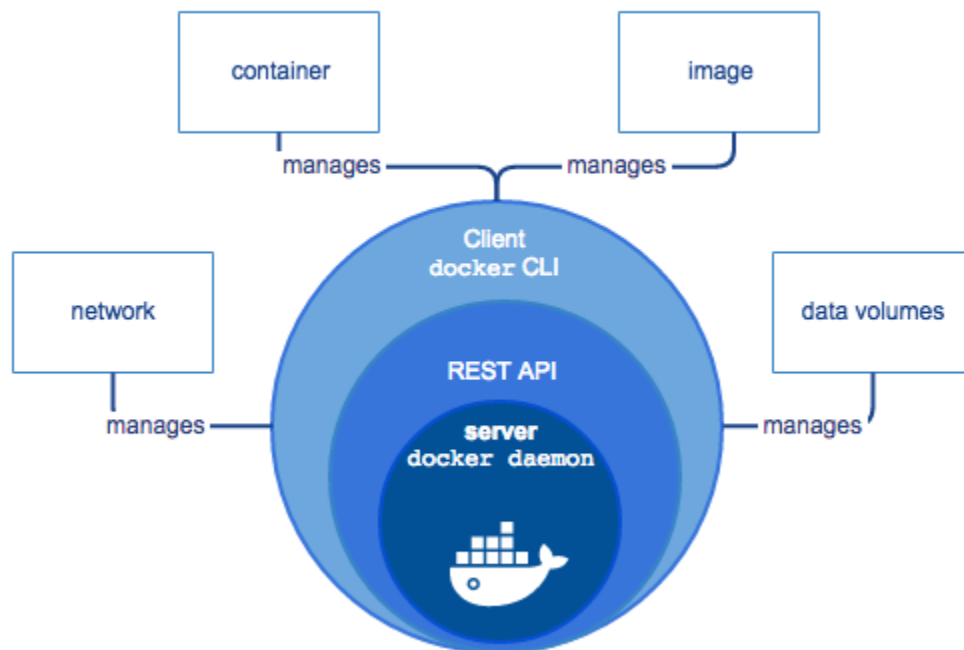 container
image
manages
manages
Client
docker CLI
network
data volumes
REST API
manages
manages
server
docker daemon